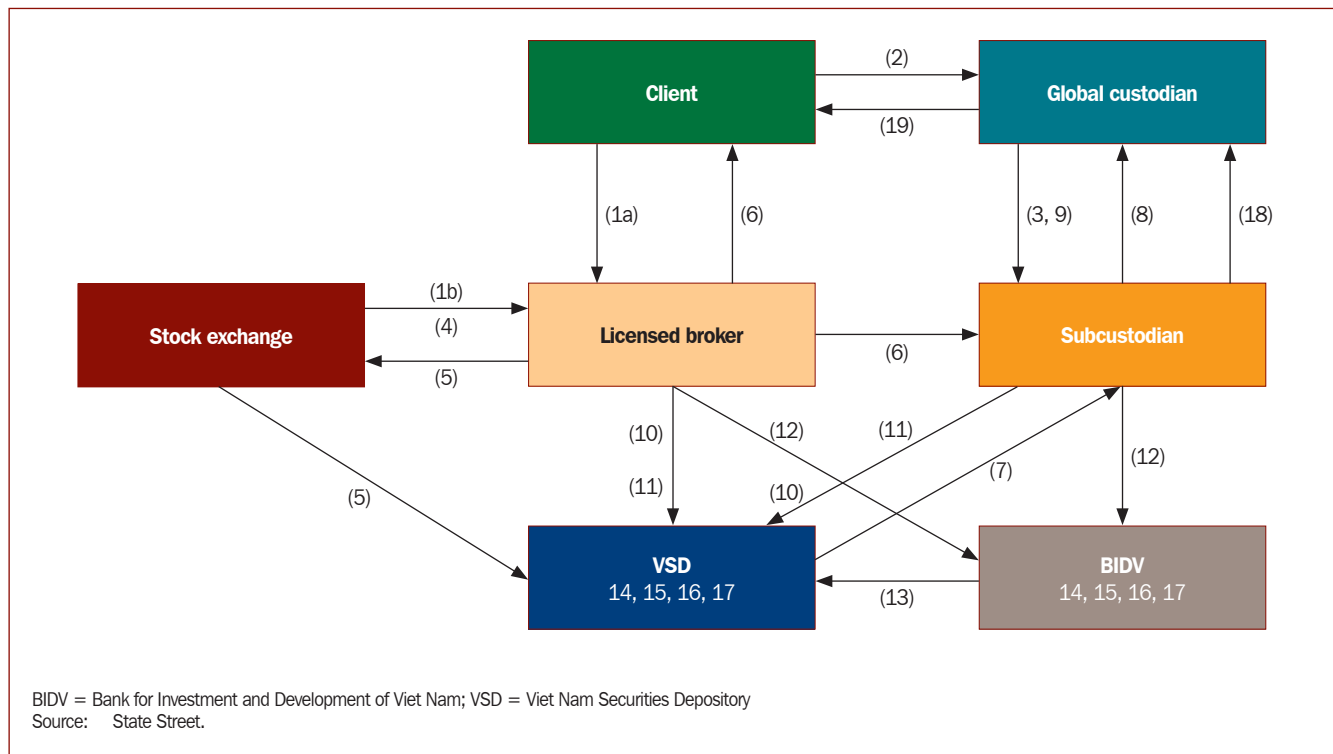 (2)
Client
Global custodian
(19)
(1a)
(6)
(3, 9)
(8)
(18)
(1b)
Stock exchange
(4)
Licensed broker
Subcustodian
(6)
(5)
(10)
(12)
(11)
(12)
(7)
(5)
(11)
(10)
VSD
14, 15, 16, 17
(13)
BIDV
14, 15, 16, 17
BIDV = Bank for Investment and Development of Viet Nam; VSD = Viet Nam Securities Depository
Source: State Street.